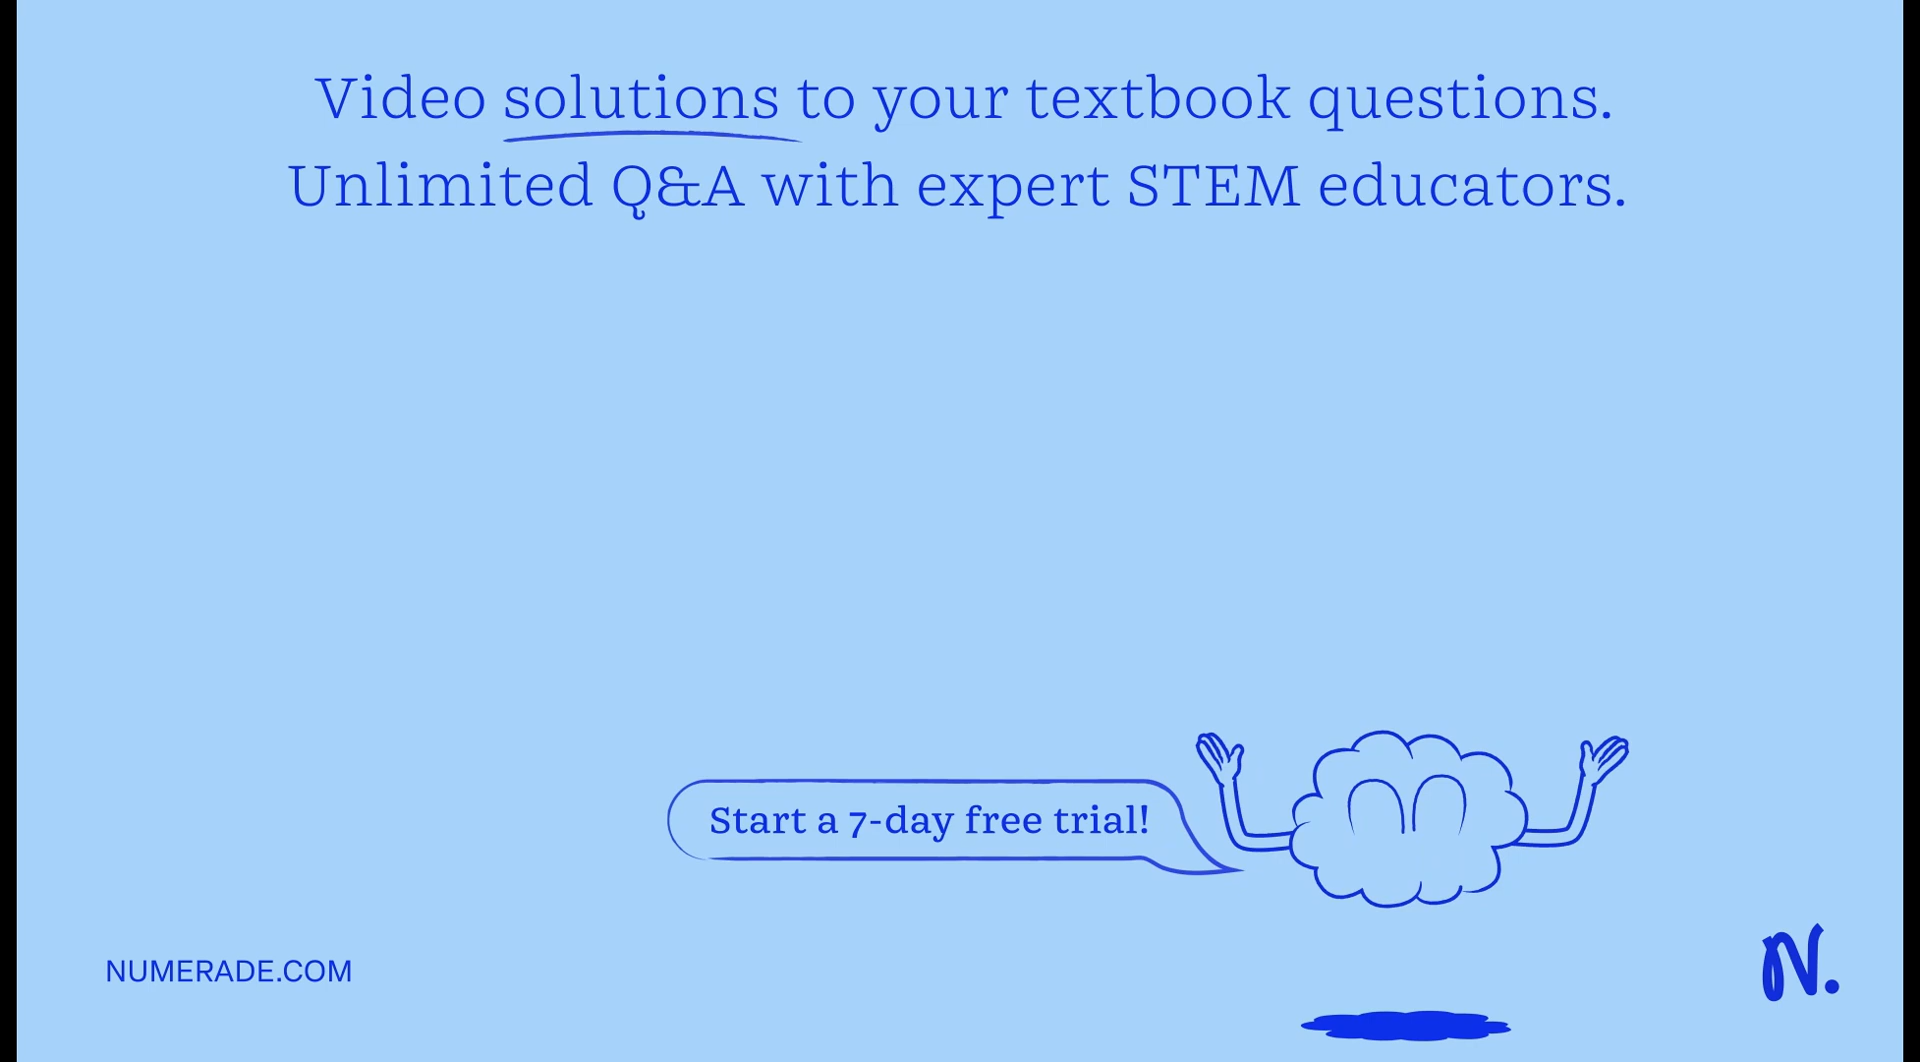 Video solutions to your textbook questions.
Unlimited Q&A with expert STEM educators.
Start a 7-day free trial!
NUMERADE.COM
N.